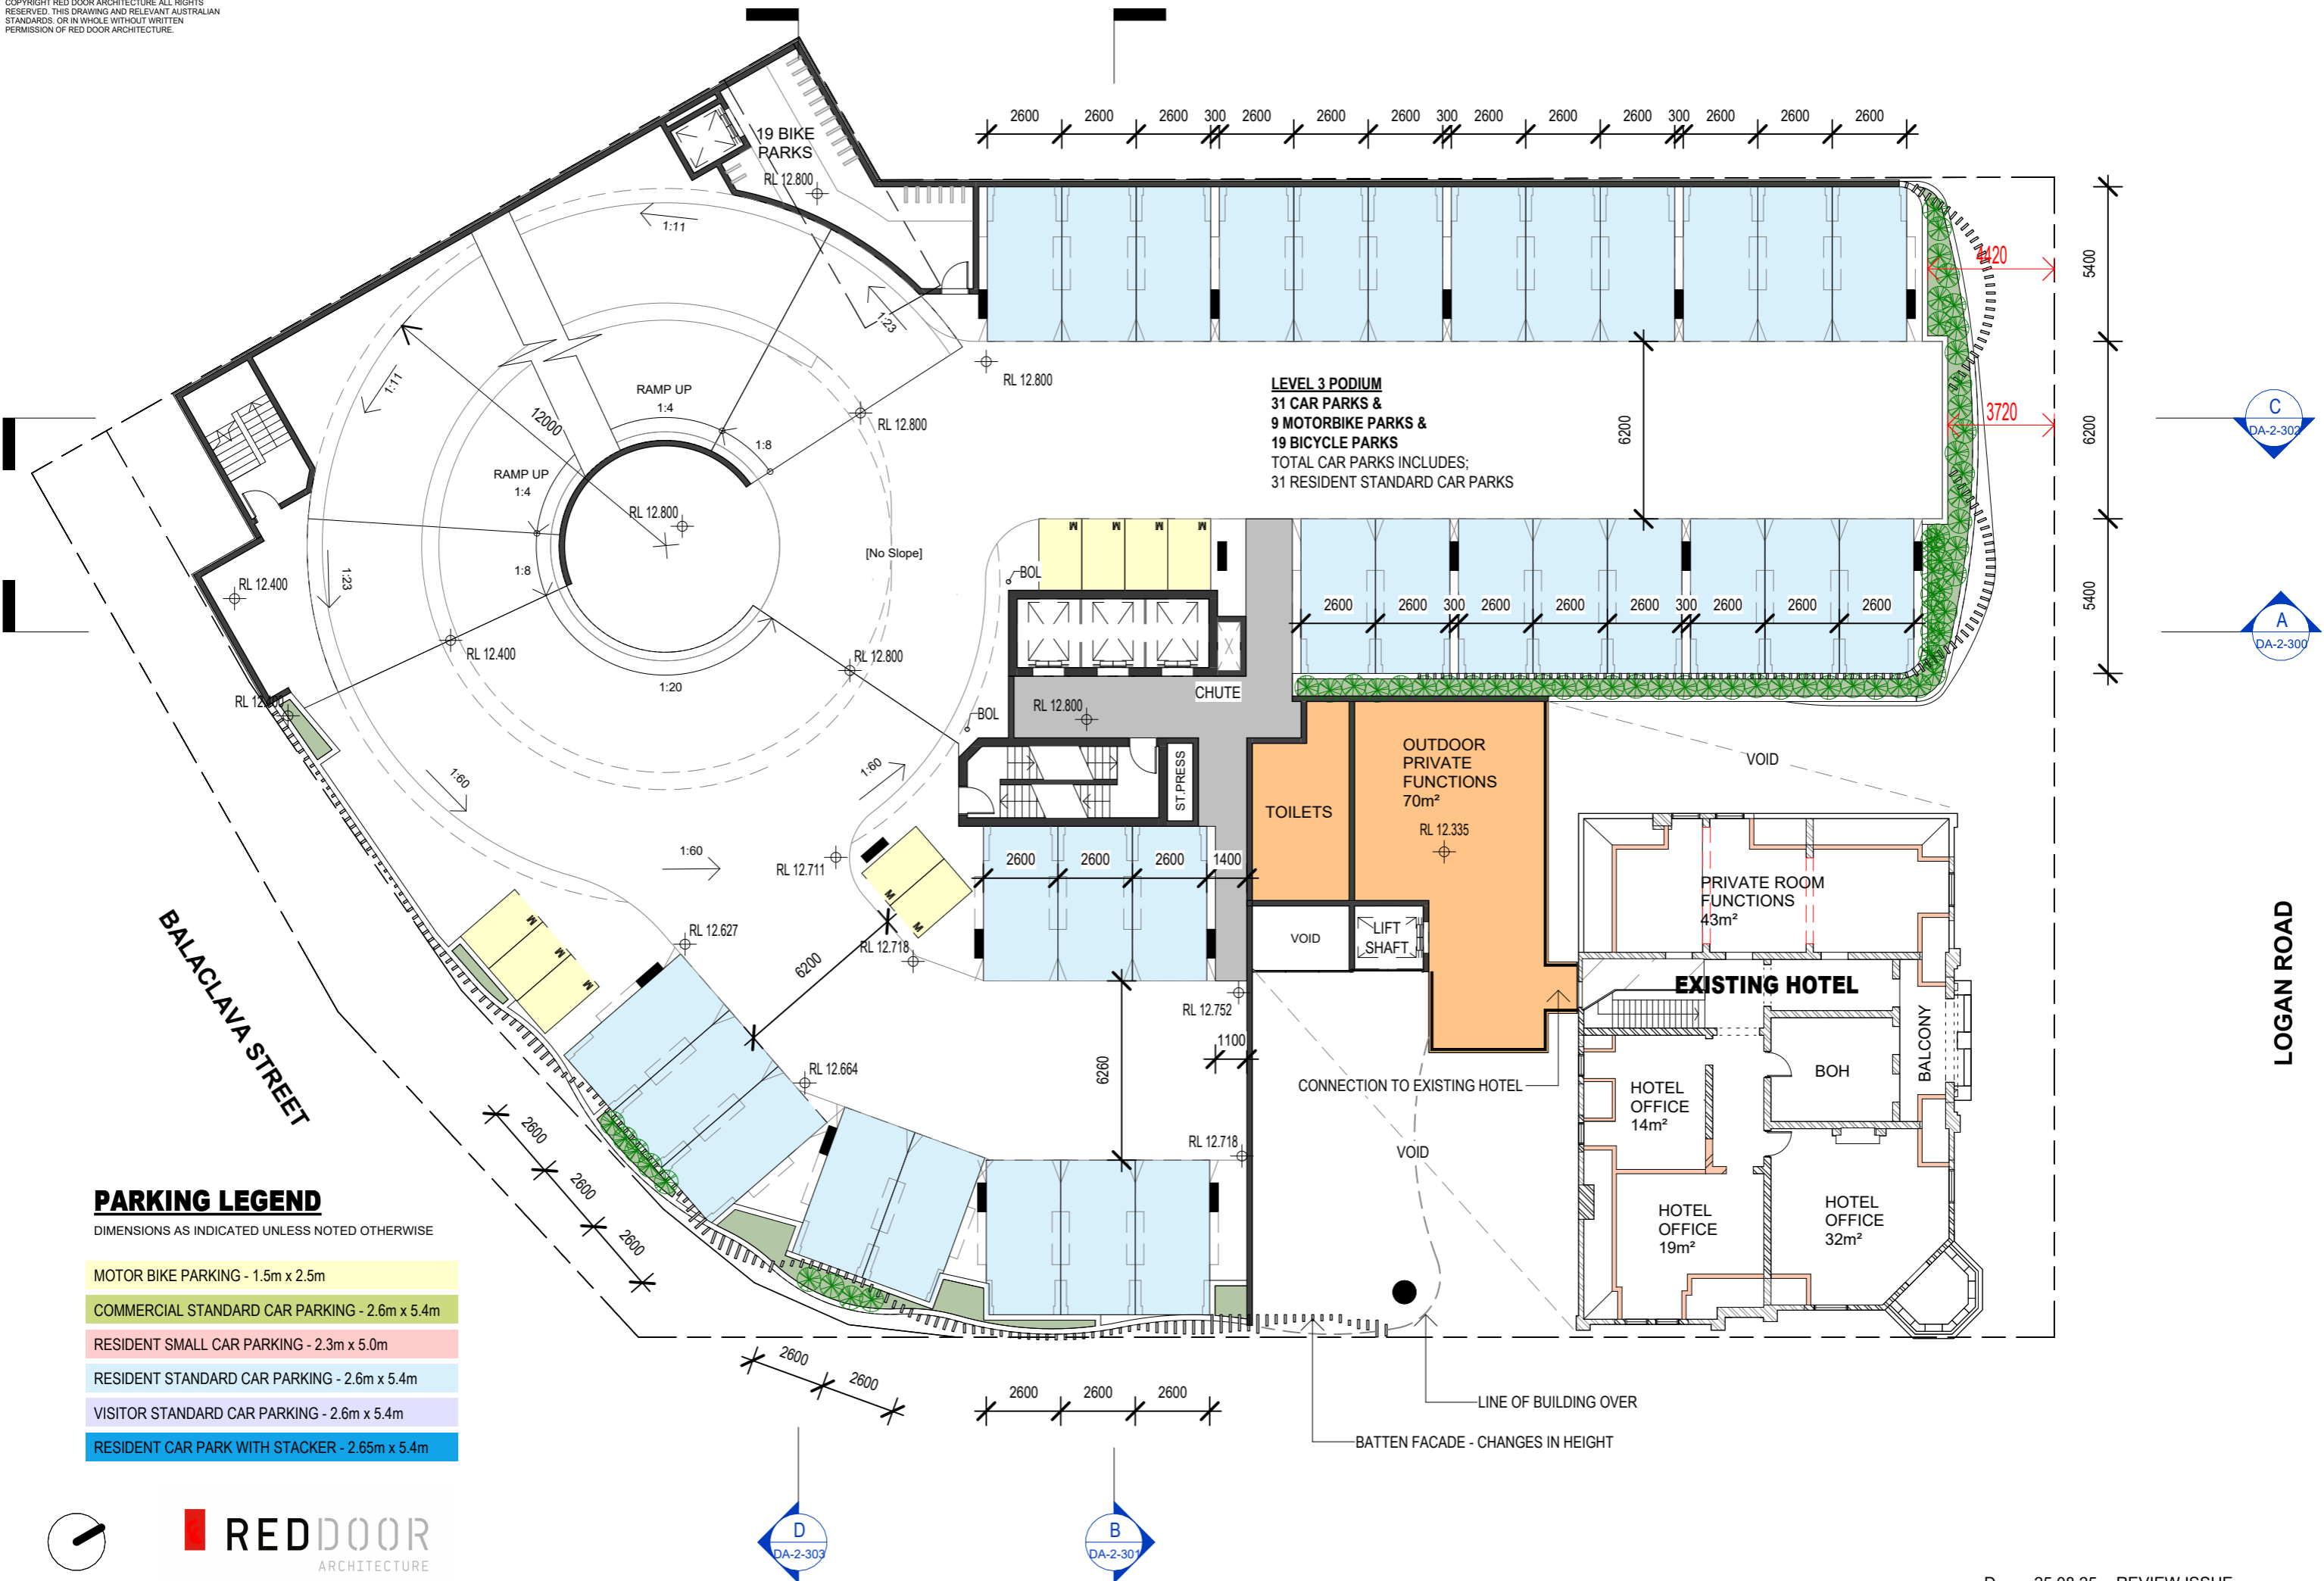 COPYRIGHT RED DOOR ARCHITECTURE ALL RIGHTS
RESERVED. THIS DRAWING AND RELEVANT AUSTRALIAN
STANDARDS. OR IN WHOLE WITHOUT WRITTEN
PERMISSION OF RED DOOR ARCHITECTURE.
2600 2600 2600 300 2600 2600 2600 300 2600 2600 2600 300 2600 2600 2600
19 BIKE
PARKS
RL 12.800
1:11
1:23
4420
5400
RL 12.800
1:11
12000
RAMP UP
1:4
1:8
RL 12.800
LEVEL 3 PODIUM
31 CAR PARKS &
9 MOTORBIKE PARKS &
19 BICYCLE PARKS
TOTAL CAR PARKS INCLUDES;
31 RESIDENT STANDARD CAR PARKS
6200
3720
6200
C
DA-2-302
RAMP UP
1:4
RL 12.800
M M M M
[No Slope]
1:8
1:23
BOL
RL 12.400
2600 2600 300 2600 2600 2600 300 2600 2600 2600
5400
A
DA-2-300
RL 12.400
RL 12.800
1:20
CHUTE
RL 12.400
RL 12.800
BOL
1:60
1:60
ST.PRESS
OUTDOOR
PRIVATE
FUNCTIONS
70m²
RL 12.335
VOID
TOILETS
1:60
RL 12.711
2600 2600 2600 1400
M
M
PRIVATE ROOM
FUNCTIONS
43m²
M
M
M
RL 12.627
RL 12.718
6200
VOID
LIFT
SHAFT
EXISTING HOTEL
RL 12.752
1100
BALACLAVA STREET
LOGAN ROAD
RL 12.664
6260
CONNECTION TO EXISTING HOTEL
HOTEL
OFFICE
14m²
BOH
BALCONY
RL 12.718
VOID
2600
2600
2600
HOTEL
OFFICE
19m²
HOTEL
OFFICE
32m²
PARKING LEGEND
DIMENSIONS AS INDICATED UNLESS NOTED OTHERWISE
MOTOR BIKE PARKING - 1.5m x 2.5m
COMMERCIAL STANDARD CAR PARKING - 2.6m x 5.4m
RESIDENT SMALL CAR PARKING - 2.3m x 5.0m
RESIDENT STANDARD CAR PARKING - 2.6m x 5.4m
VISITOR STANDARD CAR PARKING - 2.6m x 5.4m
RESIDENT CAR PARK WITH STACKER - 2.65m x 5.4m
2600
2600
2600 2600 2600
LINE OF BUILDING OVER
BATTEN FACADE - CHANGES IN HEIGHT
REDDOOR
ARCHITECTURE
D
DA-2-303
B
DA-2-301